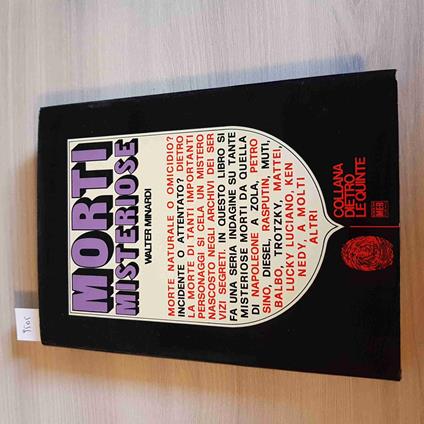 MORTI
MISTERIOSE
WALTER MINARDI
MORTE NATURALE O OMICIDIO?
INCIDENTE O ATTENTATO? DIETRO
LA MORTE DI TANTI IMPORTANTI
PERSONAGGI SI CELA UN MISTERO
NASCOSTO NEGLI ARCHIVI DEI SER
VIZI SEGRETI. IN QUESTO LIBRO SI
FA UNA SERIA INDAGINE SU TANTE
MISTERIOSE MORTI DA QUELLA
DI NAPOLEONE A ZOLA, PETRO
SINO, DIESEL, RASPUTIN, MUTI,
BALBO, TROTZKY, MATTEI,
LUCKY LUCIANO, KEN
NEDY, A MOLTI
ALTRI
COLLANA
DIETRO
LE QUINTE
MEB